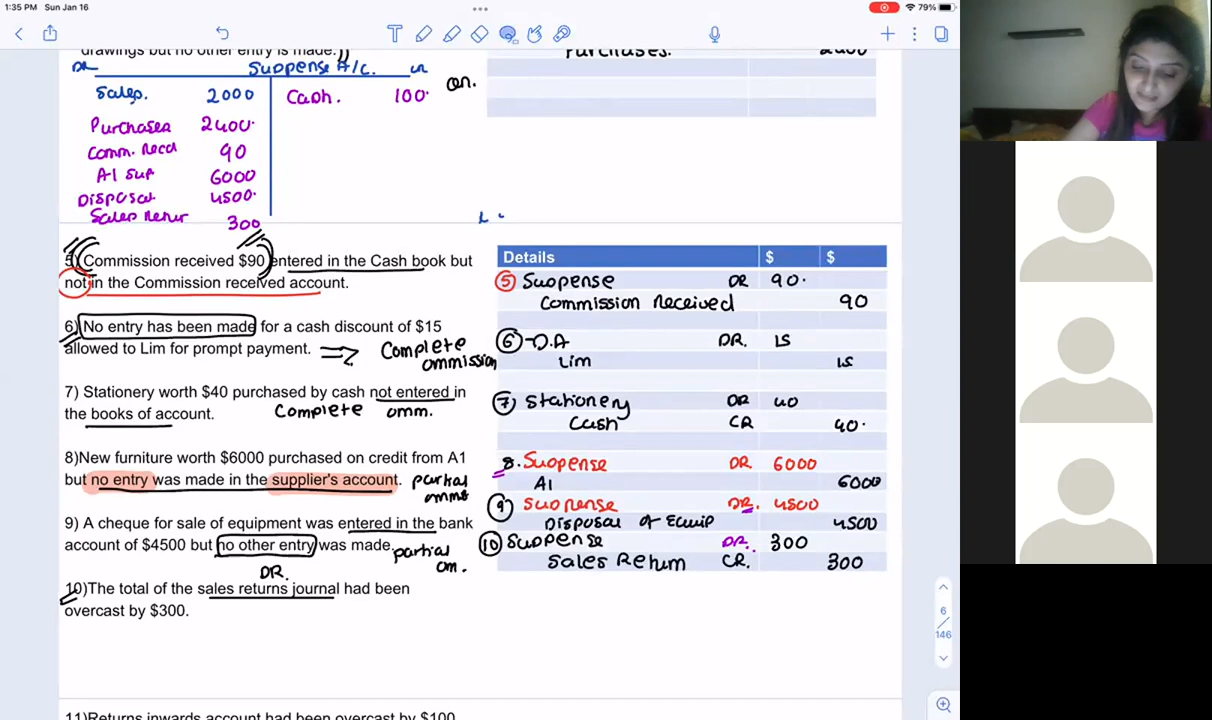 1:35 PM Sun Jan 16
79%
drawings but no other entry is made.
Purchases. 2400
DR Suspense A/C. CR
Sales. 2000 Cash. 100.
on.
Purchases 2400.
Comm. Recd 90
A1 Sup 6000
Disposal 4500.
Sales Retur 300
5) Commission received $90 entered in the Cash book but
not in the Commission received account.
6) No entry has been made for a cash discount of $15
allowed to Lim for prompt payment. => Complete
ommission
7) Stationery worth $40 purchased by cash not entered in
the books of account. Complete omm.
8)New furniture worth $6000 purchased on credit from A1
but no entry was made in the supplier's account. partial
omms
9) A cheque for sale of equipment was entered in the bank
account of $4500 but no other entry was made. partial
om.
DR.
10)The total of the sales returns journal had been
overcast by $300.
Details $ $
5 Suspense DR 90.
Commission Received 90
6 D.A DR. 15
Lim 15
7 Stationery DR 40
Cash CR 40.
8. Suspense DR. 6000
A1 6000
9 Suspense DR. 4500
Disposal of Equip 4500
10 Suspense DR. 300
Sales Return CR. 300
6
146
11)Returns inwards account had been overcast by $100